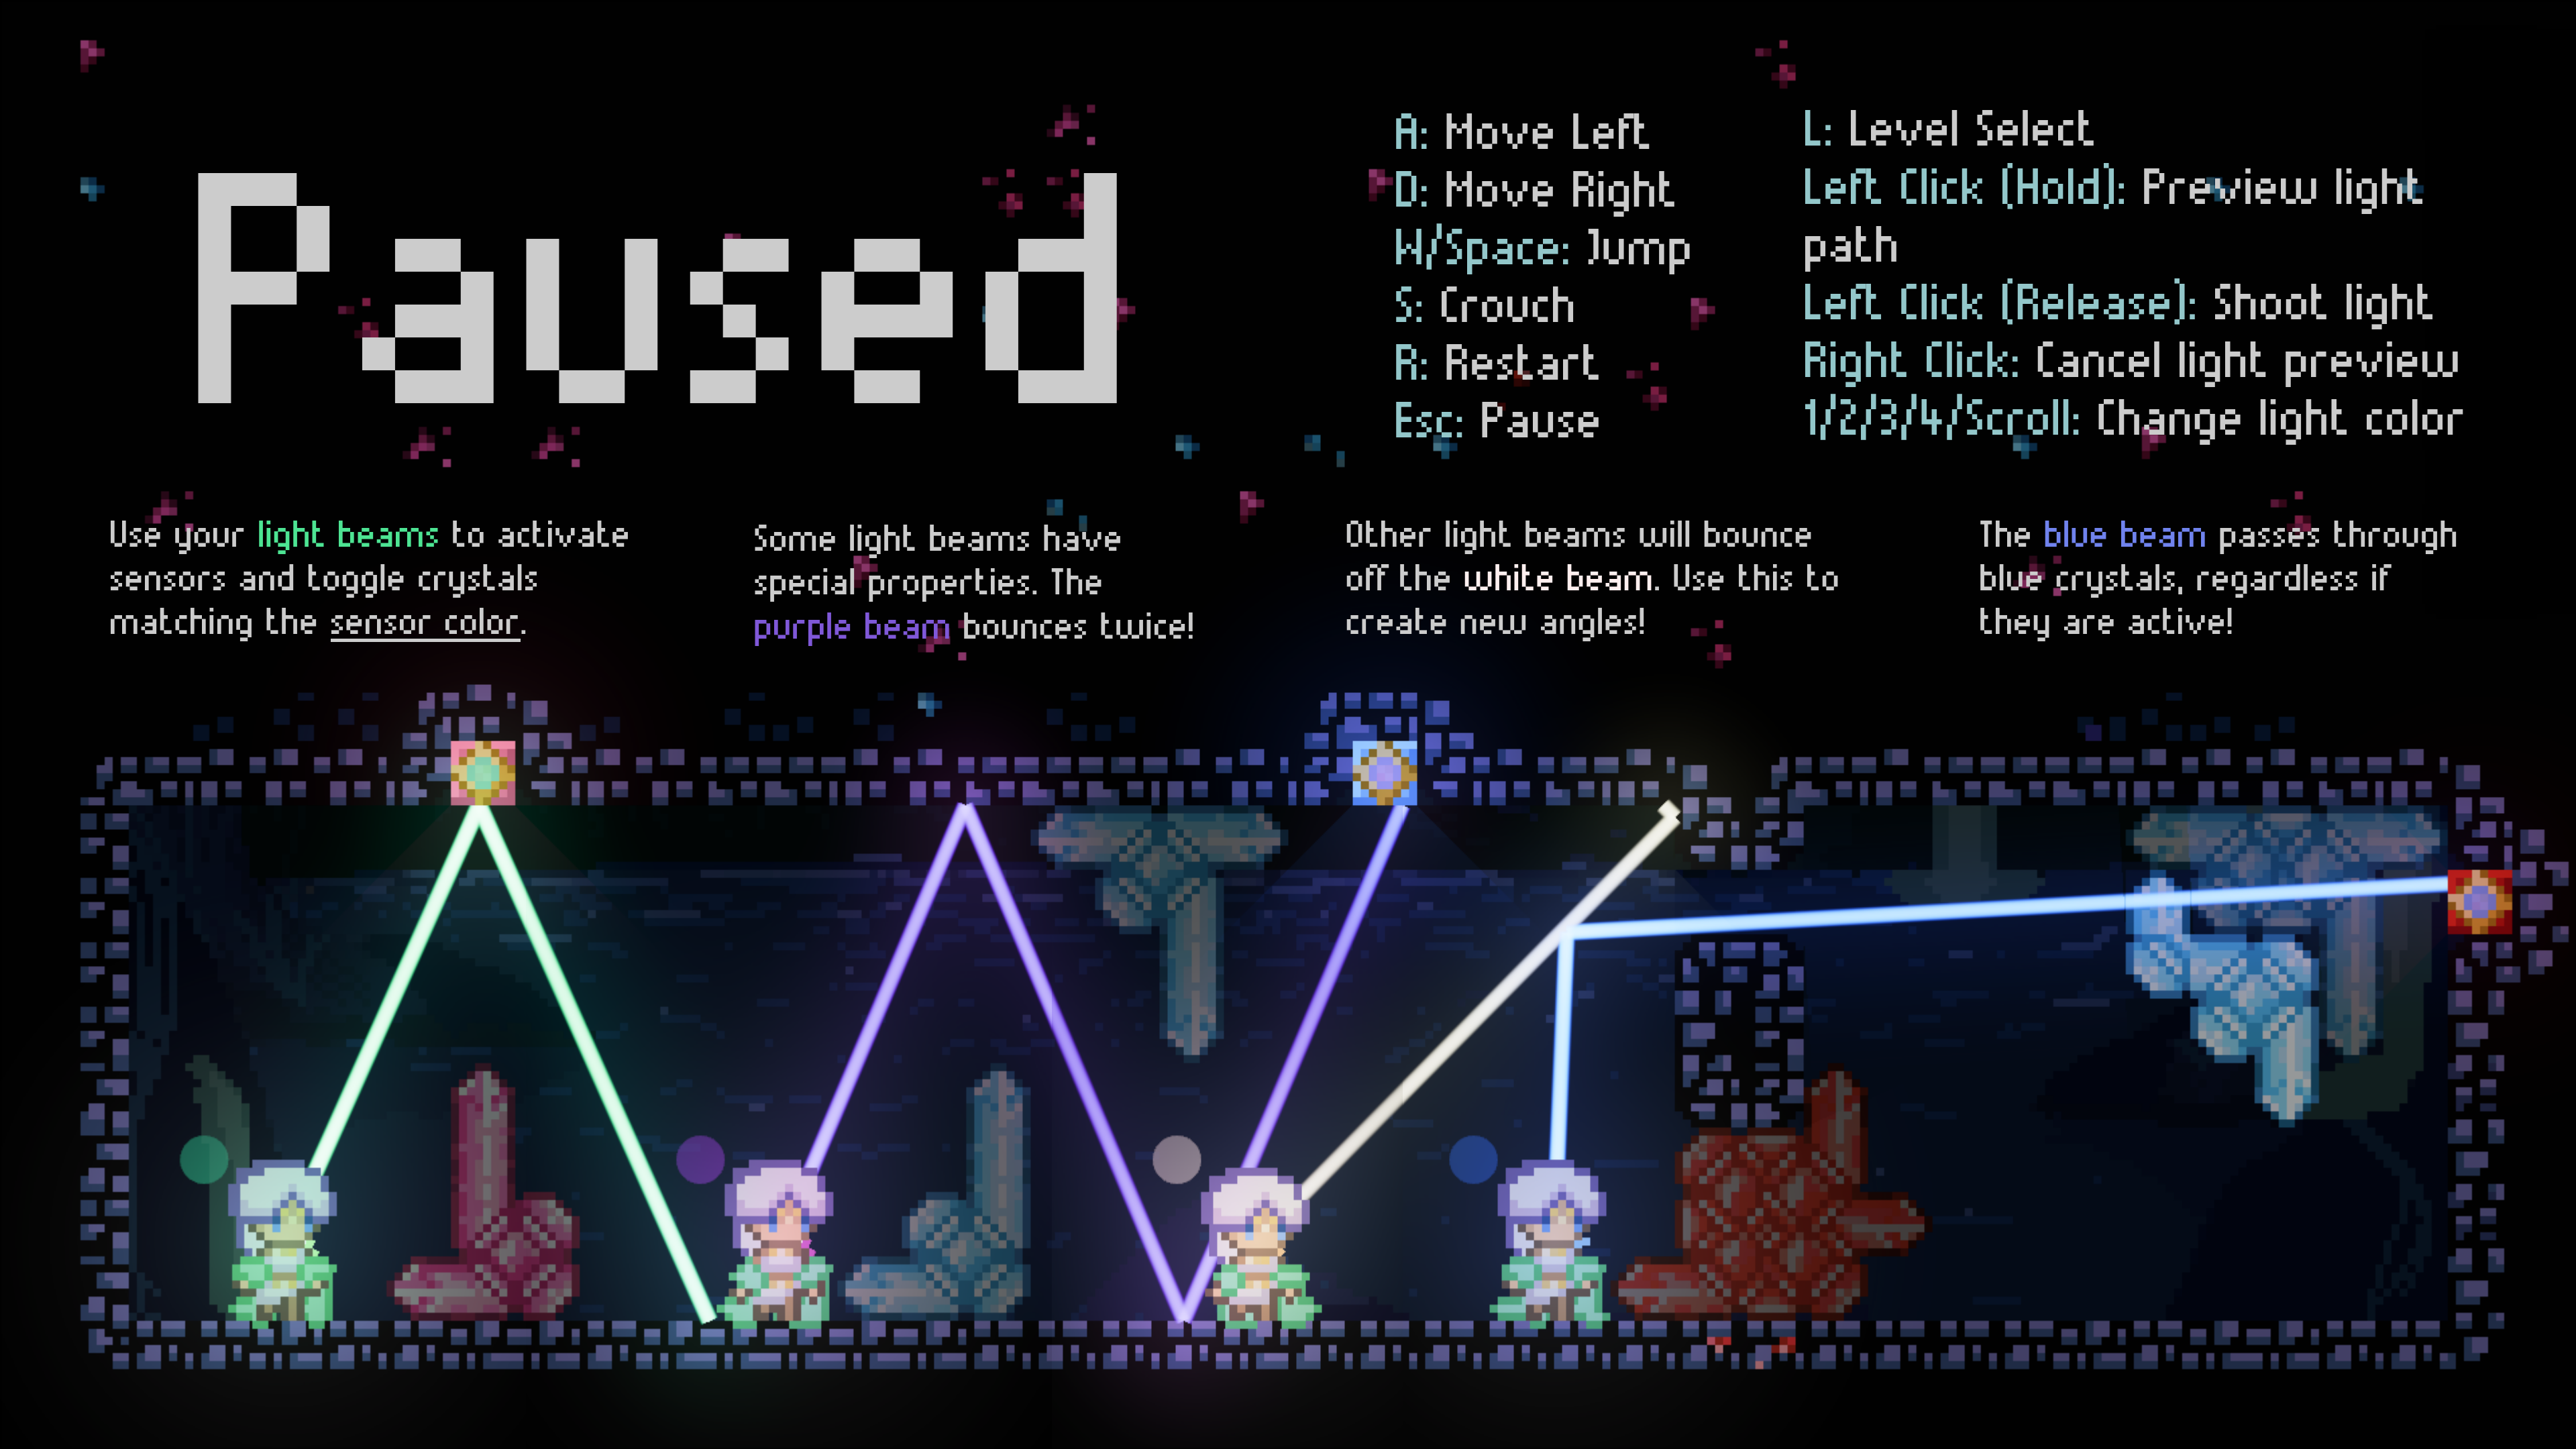 Paused
A: Move Left
D: Move Right
W/Space: Jump
S: Crouch
R: Restart
Esc: Pause
L: Level Select
Left Click (Hold): Preview light
path
Left Click (Release): Shoot light
Right Click: Cancel light preview
1/2/3/4/Scroll: Change light color
Use your light beams to activate
sensors and toggle crystals
matching the sensor color.
Some light beams have
special properties. The
purple beam bounces twice!
Other light beams will bounce
off the white beam. Use this to
create new angles!
The blue beam passes through
blue crystals, regardless if
they are active!